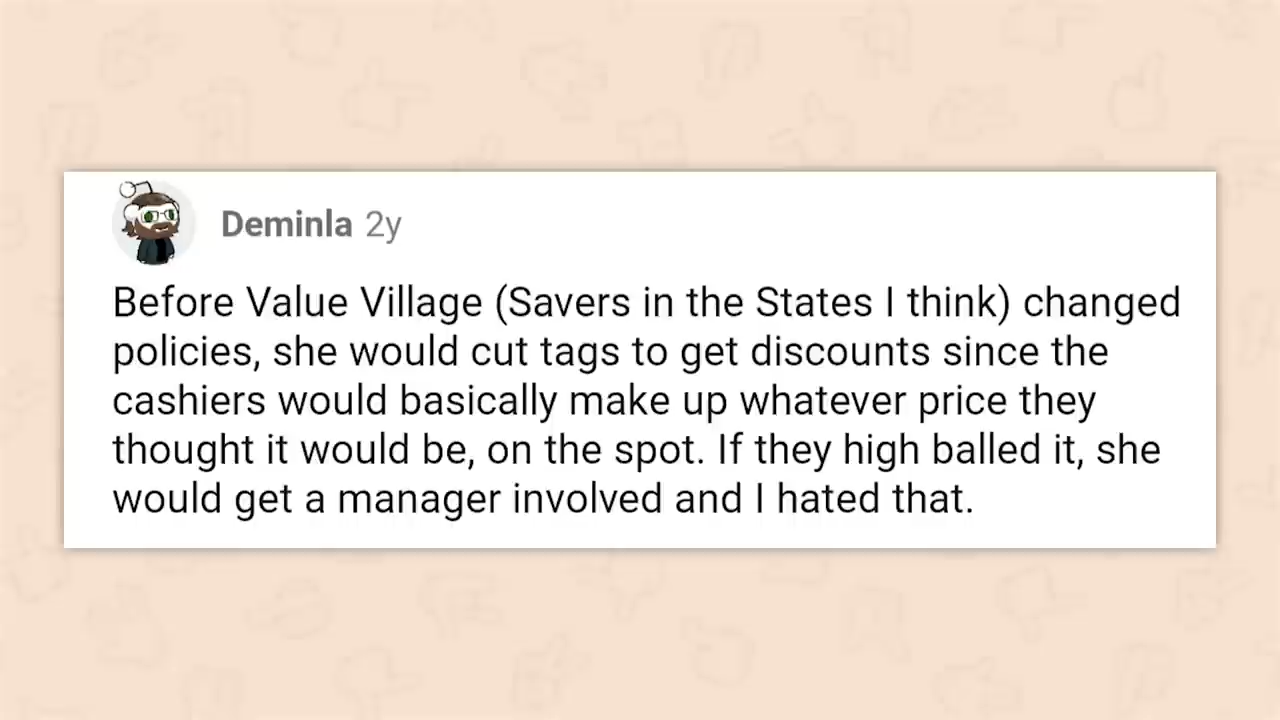 Deminla 2y
Before Value Village (Savers in the States I think) changed
policies, she would cut tags to get discounts since the
cashiers would basically make up whatever price they
thought it would be, on the spot. If they high balled it, she
would get a manager involved and I hated that.